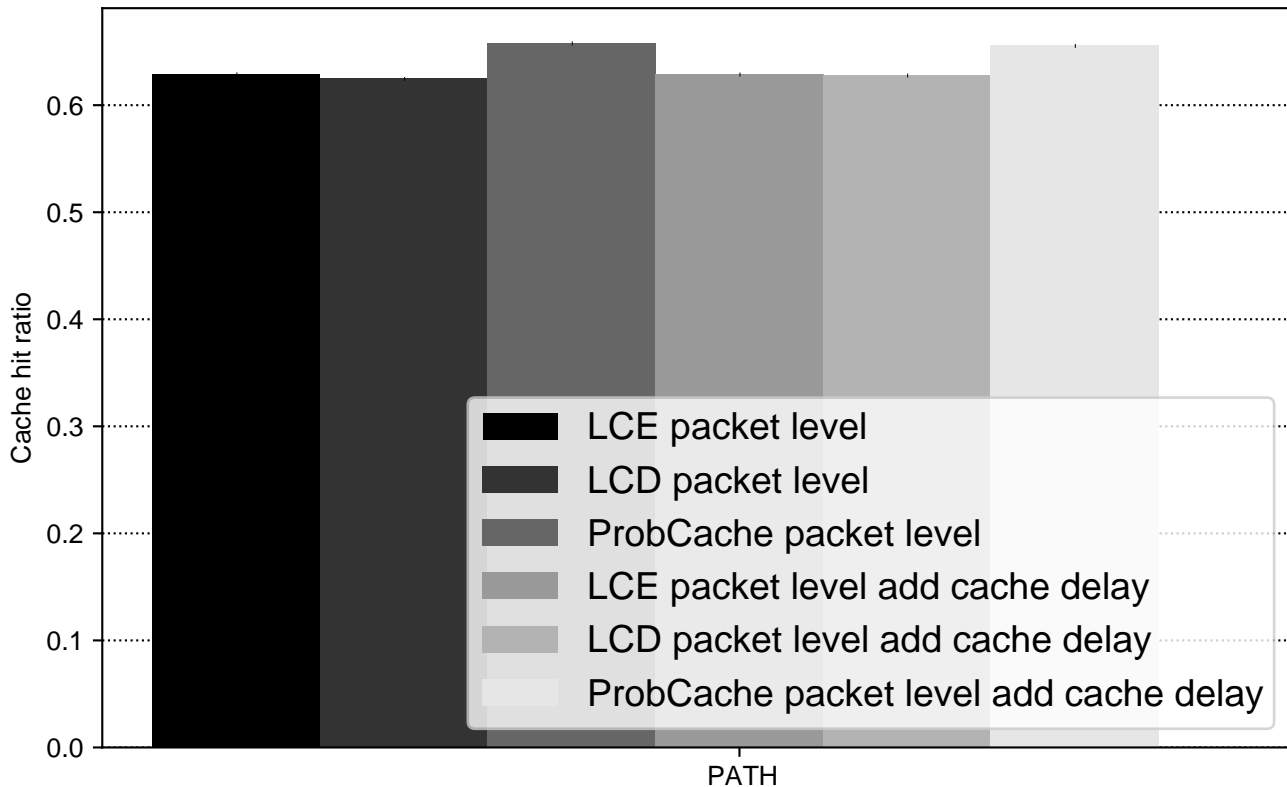 Cache hit ratio
0.6
0.5
0.4
0.3
0.2
0.1
0.0
LCE packet level
LCD packet level
ProbCache packet level
LCE packet level add cache delay
LCD packet level add cache delay
ProbCache packet level add cache delay
PATH